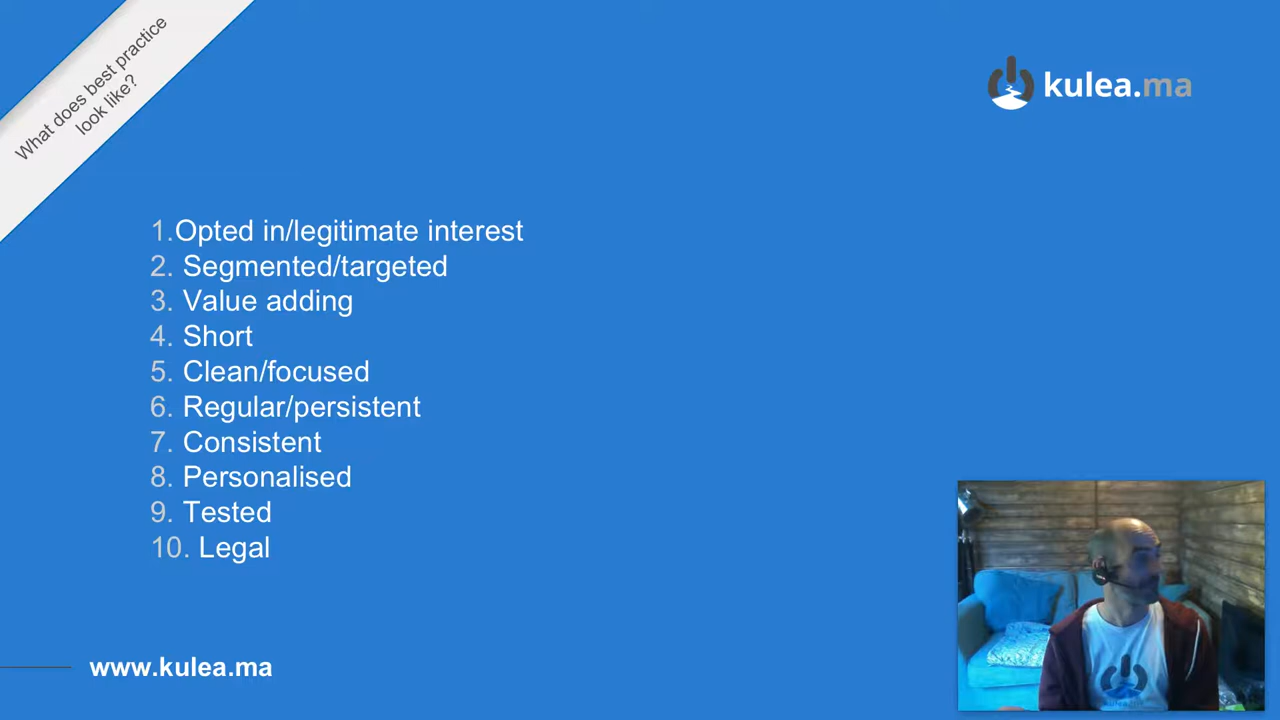 What does best practice
look like?
kulea.ma
1.Opted in/legitimate interest
2. Segmented/targeted
3. Value adding
4. Short
5. Clean/focused
6. Regular/persistent
7. Consistent
8. Personalised
9. Tested
10. Legal
www.kulea.ma